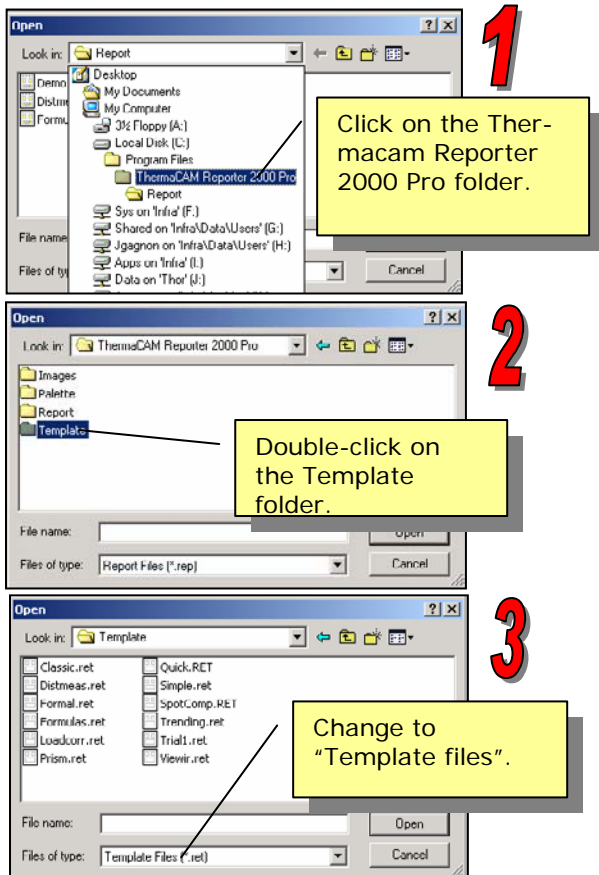 Open
Look in: Report
Demo
Distme
Formu
Desktop
My Documents
My Computer
3½ Floppy (A:)
Local Disk (C:)
Program Files
ThermaCAM Reporter 2000 Pro
Report
Sys on 'Infra' (F:)
Shared on 'Infra\Data\Users' (G:)
Jgagnon on 'Infra\Data\Users' (H:)
Apps on 'Infra' (I:)
Data on 'Thor' (J:)
File name
Files of ty
Cancel
1
Click on the Ther-
macam Reporter
2000 Pro folder.
Open
Look in: ThermaCAM Reporter 2000 Pro
Images
Palette
Report
Template
2
Double-click on
the Template
folder.
File name:
Open
Files of type: Report Files (*.rep)
Cancel
Open
Look in: Template
Classic.ret
Distmeas.ret
Formal.ret
Formulas.ret
Loadcorr.ret
Prism.ret
Quick.RET
Simple.ret
SpotComp.RET
Trending.ret
Trial1.ret
Viewir.ret
3
Change to
“Template files”.
File name:
Open
Files of type: Template Files (*.ret)
Cancel